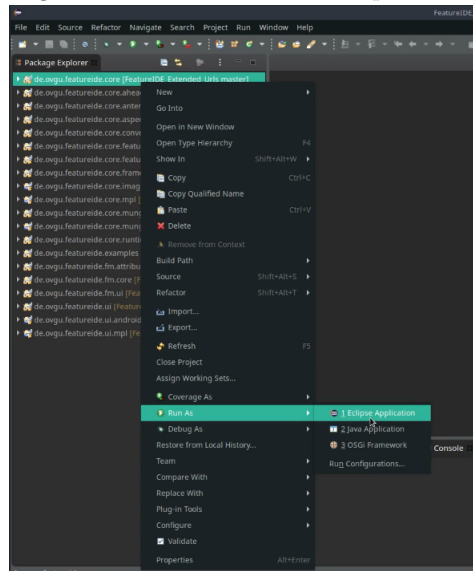 FeatureIDE
File Edit Source Refactor Navigate Search Project Run Window Help
Package Explorer
de.ovgu.featureide.core [FeatureIDE_Extended_Urls master]
de.ovgu.featureide.core.ahea
de.ovgu.featureide.core.anter
de.ovgu.featureide.core.aspe
de.ovgu.featureide.core.conv
de.ovgu.featureide.core.featu
de.ovgu.featureide.core.featu
de.ovgu.featureide.core.frame
de.ovgu.featureide.core.imag
de.ovgu.featureide.core.mpl [
de.ovgu.featureide.core.mung
de.ovgu.featureide.core.mung
de.ovgu.featureide.core.runti
de.ovgu.featureide.examples
de.ovgu.featureide.fm.attribu
de.ovgu.featureide.fm.core [F
de.ovgu.featureide.fm.ui [Fea
de.ovgu.featureide.ui [Feature
de.ovgu.featureide.ui.android
de.ovgu.featureide.ui.mpl [Fe
New
Go Into
Open in New Window
Open Type Hierarchy F4
Show In Shift+Alt+W
Copy Ctrl+C
Copy Qualified Name
Paste Ctrl+V
Delete
Remove from Context
Build Path
Source Shift+Alt+S
Refactor Shift+Alt+T
Import...
Export...
Refresh F5
Close Project
Assign Working Sets...
Coverage As
Run As
Debug As
Restore from Local History...
Team
Compare With
Replace With
Plug-in Tools
Configure
Validate
Properties Alt+Enter
1 Eclipse Application
2 Java Application
3 OSGi Framework
Run Configurations...
Console